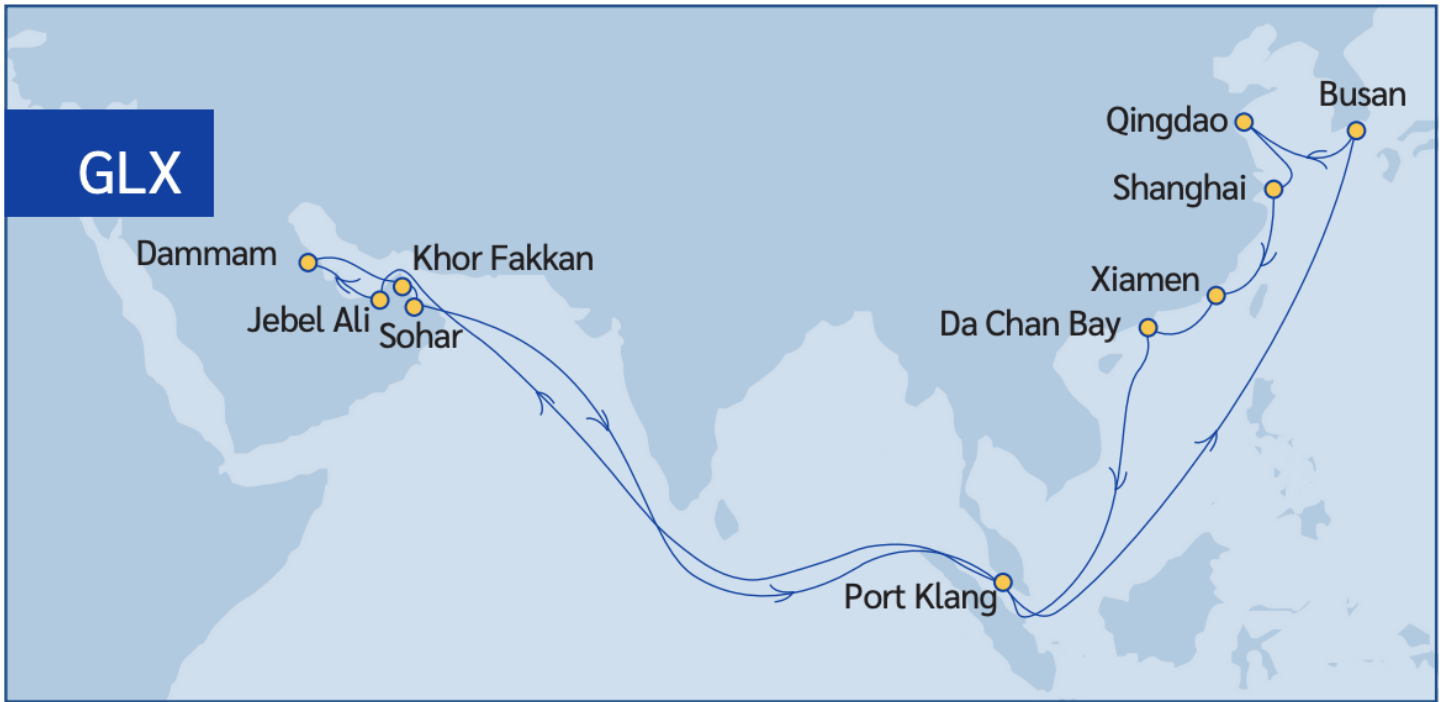 Busan
Qingdao
GLX
Shanghai
Dammam
Khor Fakkan
Xiamen
Jebel Ali
Da Chan Bay
Sohar
Port Klang